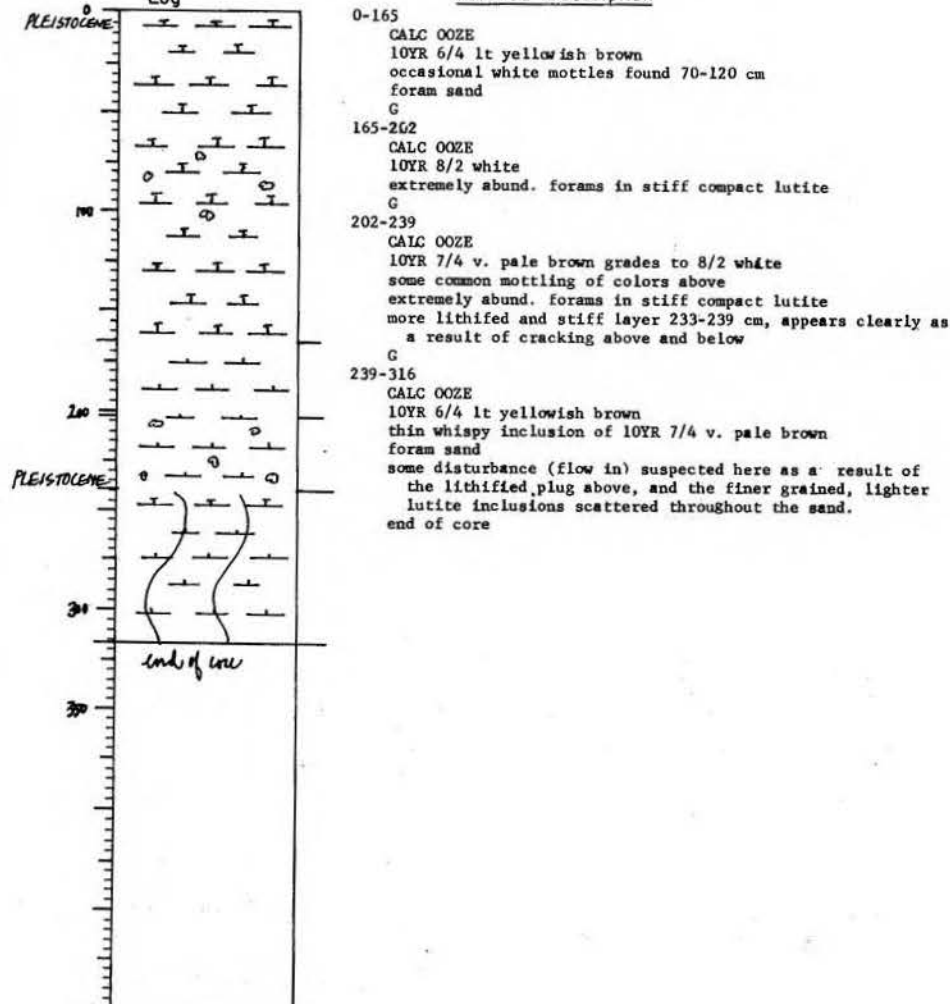 Log
0
PLEISTOCENE
100
200
PLEISTOCENE
300
end of core
350
0-165
CALC OOZE
10YR 6/4 lt yellowish brown
occasional white mottles found 70-120 cm
foram sand
G
165-202
CALC OOZE
10YR 8/2 white
extremely abund. forams in stiff compact lutite
G
202-239
CALC OOZE
10YR 7/4 v. pale brown grades to 8/2 white
some common mottling of colors above
extremely abund. forams in stiff compact lutite
more lithifed and stiff layer 233-239 cm, appears clearly as
a result of cracking above and below
G
239-316
CALC OOZE
10YR 6/4 lt yellowish brown
thin whispy inclusion of 10YR 7/4 v. pale brown
foram sand
some disturbance (flow in) suspected here as a result of
the lithified plug above, and the finer grained, lighter
lutite inclusions scattered throughout the sand.
end of core